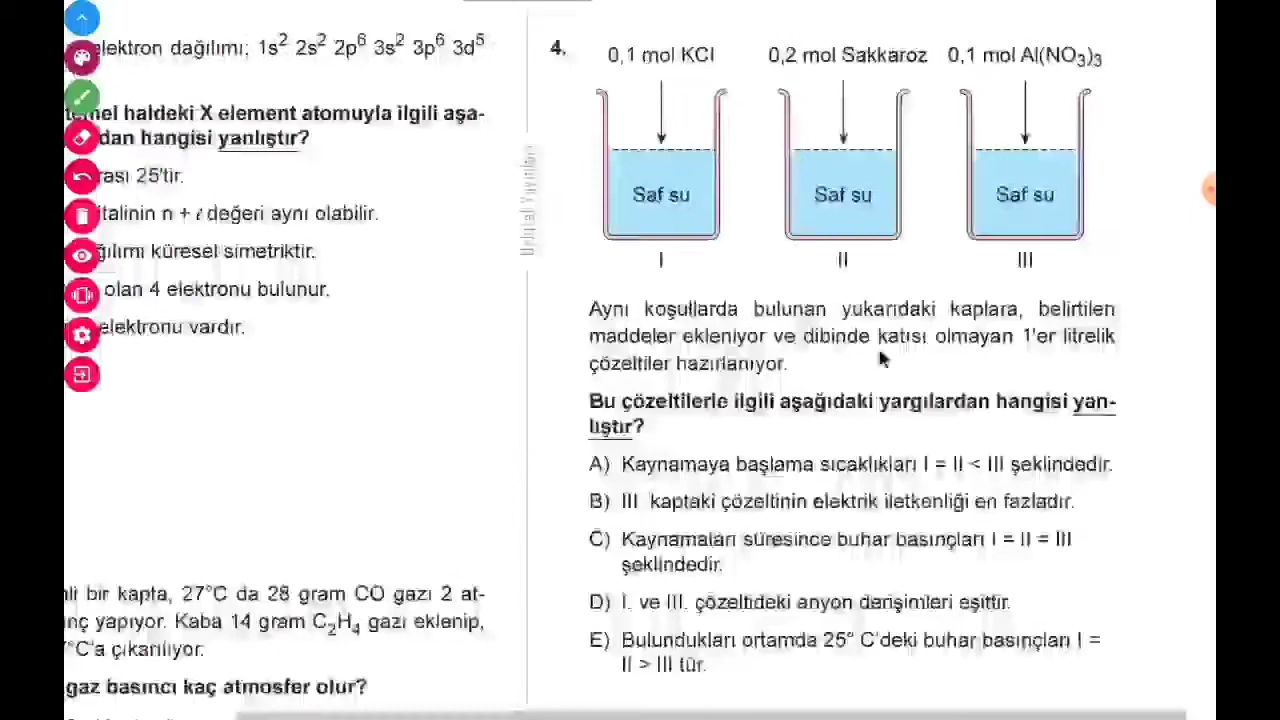 elektron dağılımı; 1s² 2s² 2p⁶ 3s² 3p⁶ 3d⁵
temel haldeki X element atomuyla ilgili aşa-
dan hangisi yanlıştır?
rası 25'tir.
italinin n + ℓ değeri aynı olabilir.
ğılımı küresel simetriktir.
olan 4 elektronu bulunur.
elektronu vardır.
li bir kapta, 27°C da 28 gram CO gazı 2 at-
nç yapıyor. Kaba 14 gram C₂H₄ gazı eklenip,
°C'a çıkarılıyor.
gaz basıncı kaç atmosfer olur?
4.
0,1 mol KCl 0,2 mol Sakkaroz 0,1 mol Al(NO₃)₃
Saf su Saf su Saf su
I II III
Aynı koşullarda bulunan yukarıdaki kaplara, belirtilen
maddeler ekleniyor ve dibinde katısı olmayan 1'er litrelik
çözeltiler hazırlanıyor.
Bu çözeltilerle ilgili aşağıdaki yargılardan hangisi yan-
lıştır?
A) Kaynamaya başlama sıcaklıkları I = II < III şeklindedir.
B) III kaptaki çözeltinin elektrik iletkenliği en fazladır.
C) Kaynamaları süresince buhar basınçları I = II = III
şeklindedir.
D) I. ve III. çözeltideki anyon derişimleri eşittir.
E) Bulundukları ortamda 25° C'deki buhar basınçları I =
II > III tür.